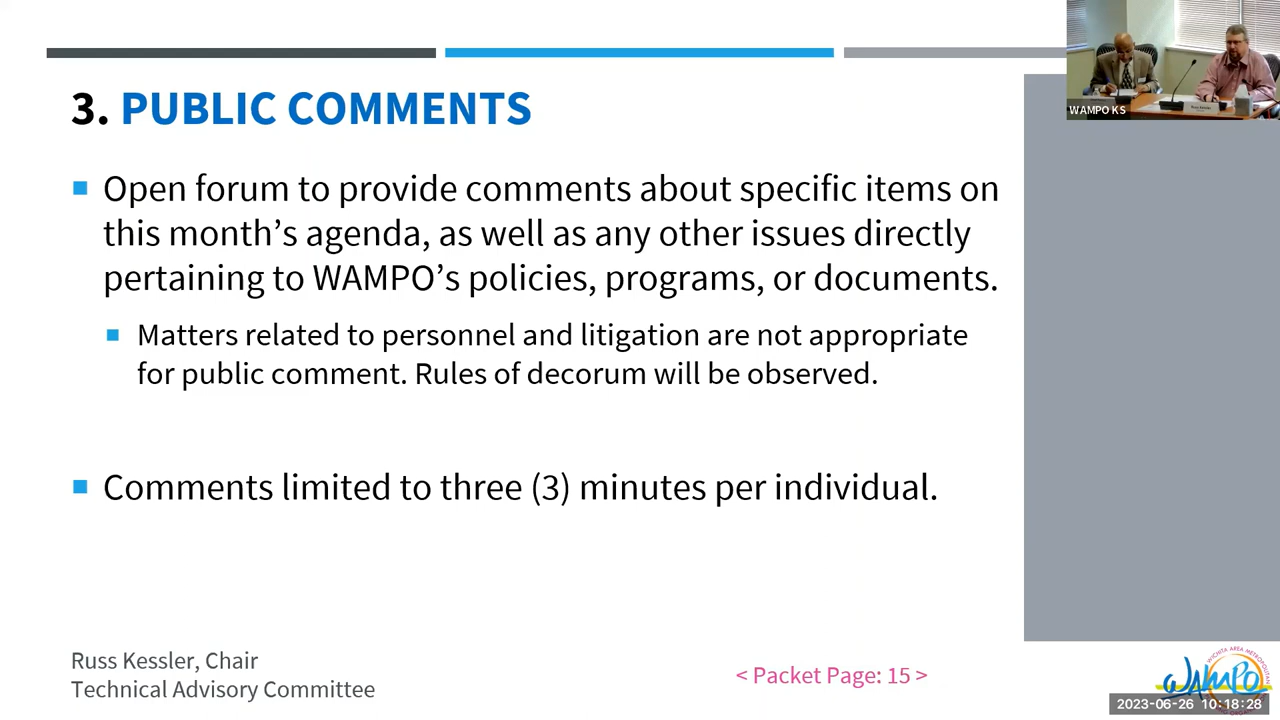 WAMPO KS
3. PUBLIC COMMENTS
Open forum to provide comments about specific items on
this month's agenda, as well as any other issues directly
pertaining to WAMPO's policies, programs, or documents.
Matters related to personnel and litigation are not appropriate
for public comment. Rules of decorum will be observed.
Comments limited to three (3) minutes per individual.
Russ Kessler, Chair
Technical Advisory Committee
< Packet Page: 15 >
WICHITA AREA METROPOLITAN
WAMPO
2023-06-26 10:18:28